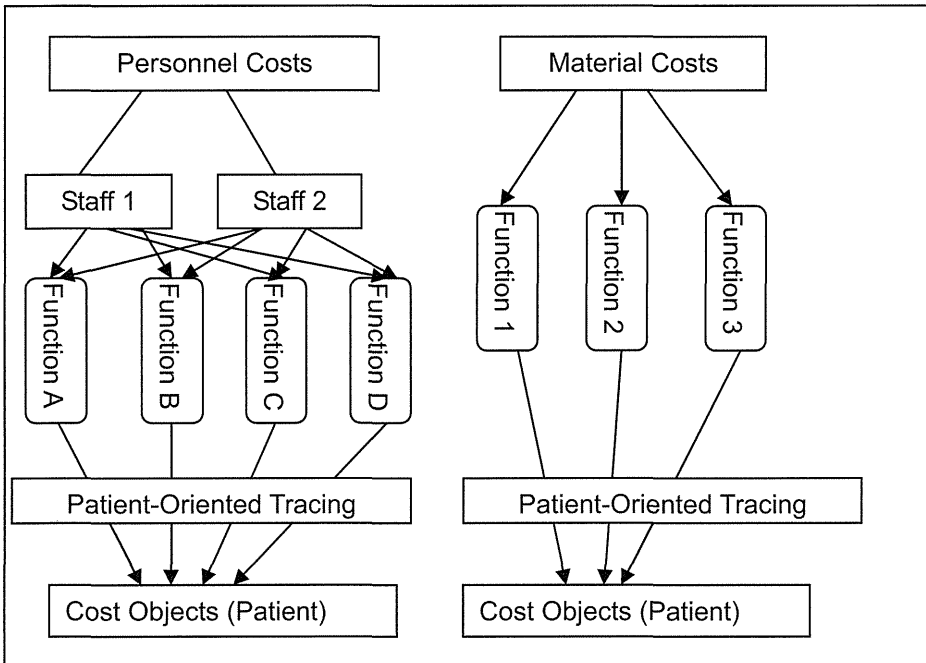 Personnel Costs
Material Costs
Staff 1
Staff 2
Function A
Function B
Function C
Function D
Function 1
Function 2
Function 3
Patient-Oriented Tracing
Patient-Oriented Tracing
Cost Objects (Patient)
Cost Objects (Patient)